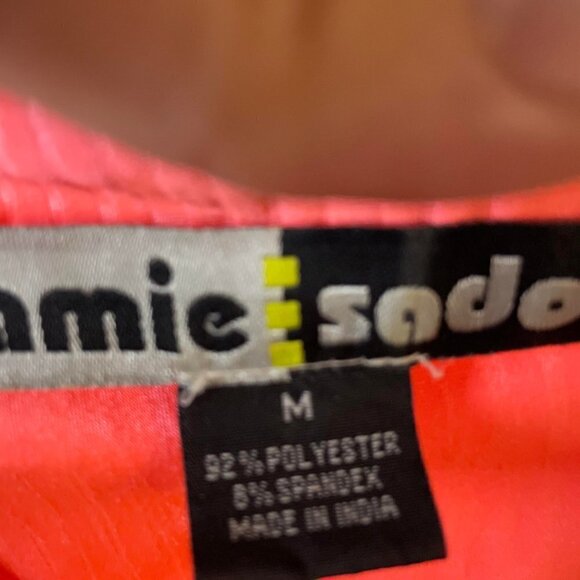 amie sado
M
92% POLYESTER
8% SPANDEX
MADE IN INDIA